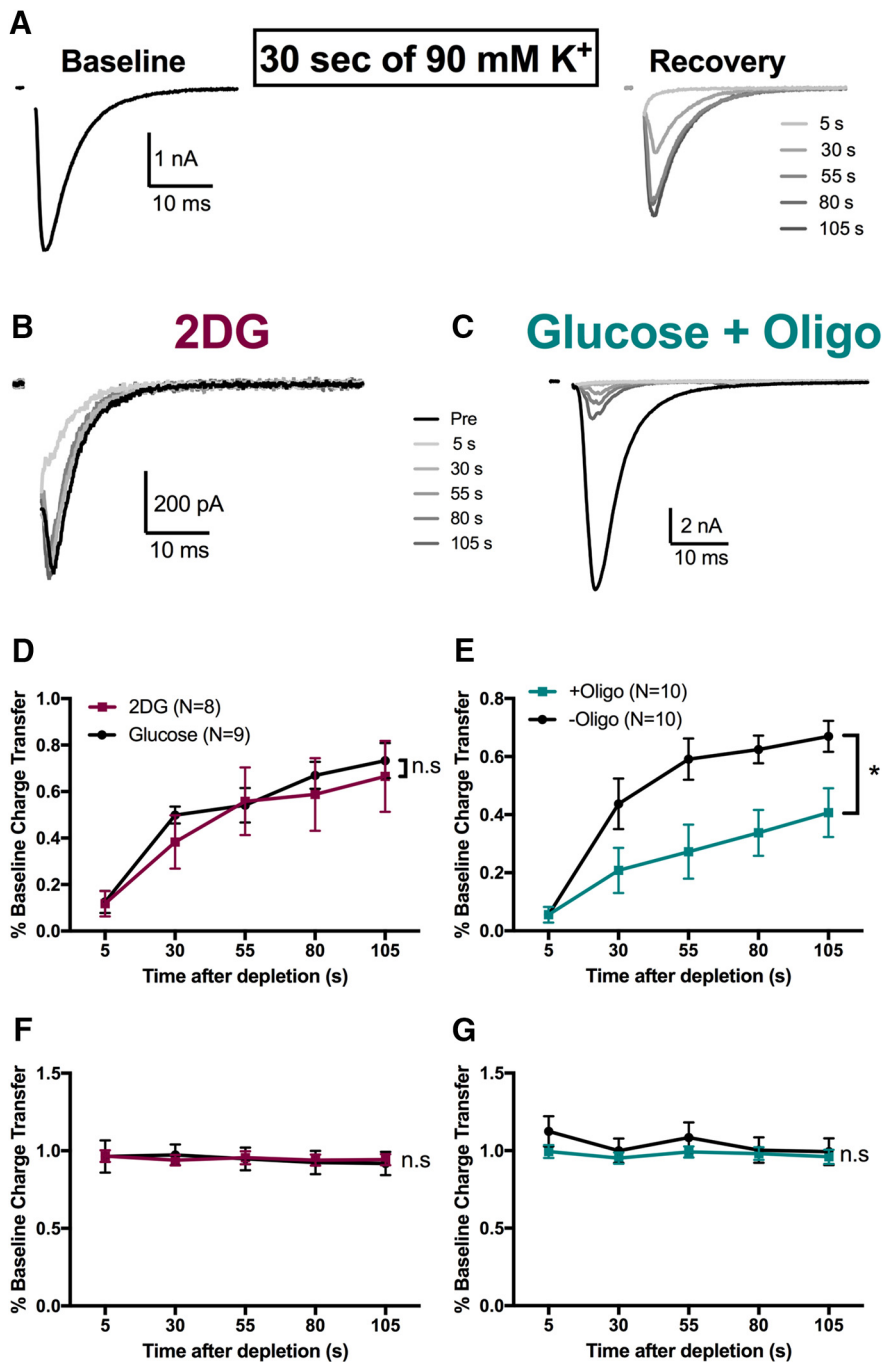 A
Baseline
30 sec of 90 mM K+
Recovery
1 nA
10 ms
5 s
30 s
55 s
80 s
105 s
B
2DG
200 pA
10 ms
Pre
5 s
30 s
55 s
80 s
105 s
C
Glucose + Oligo
2 nA
10 ms
D
% Baseline Charge Transfer
1.0
0.8
0.6
0.4
0.2
0.0
2DG (N=8)
Glucose (N=9)
n.s
5 30 55 80 105
Time after depletion (s)
E
% Baseline Charge Transfer
0.8
0.6
0.4
0.2
0.0
+Oligo (N=10)
-Oligo (N=10)
*
5 30 55 80 105
Time after depletion (s)
F
% Baseline Charge Transfer
1.5
1.0
0.5
0.0
n.s
5 30 55 80 105
Time after depletion (s)
G
% Baseline Charge Transfer
1.5
1.0
0.5
0.0
n.s
5 30 55 80 105
Time after depletion (s)